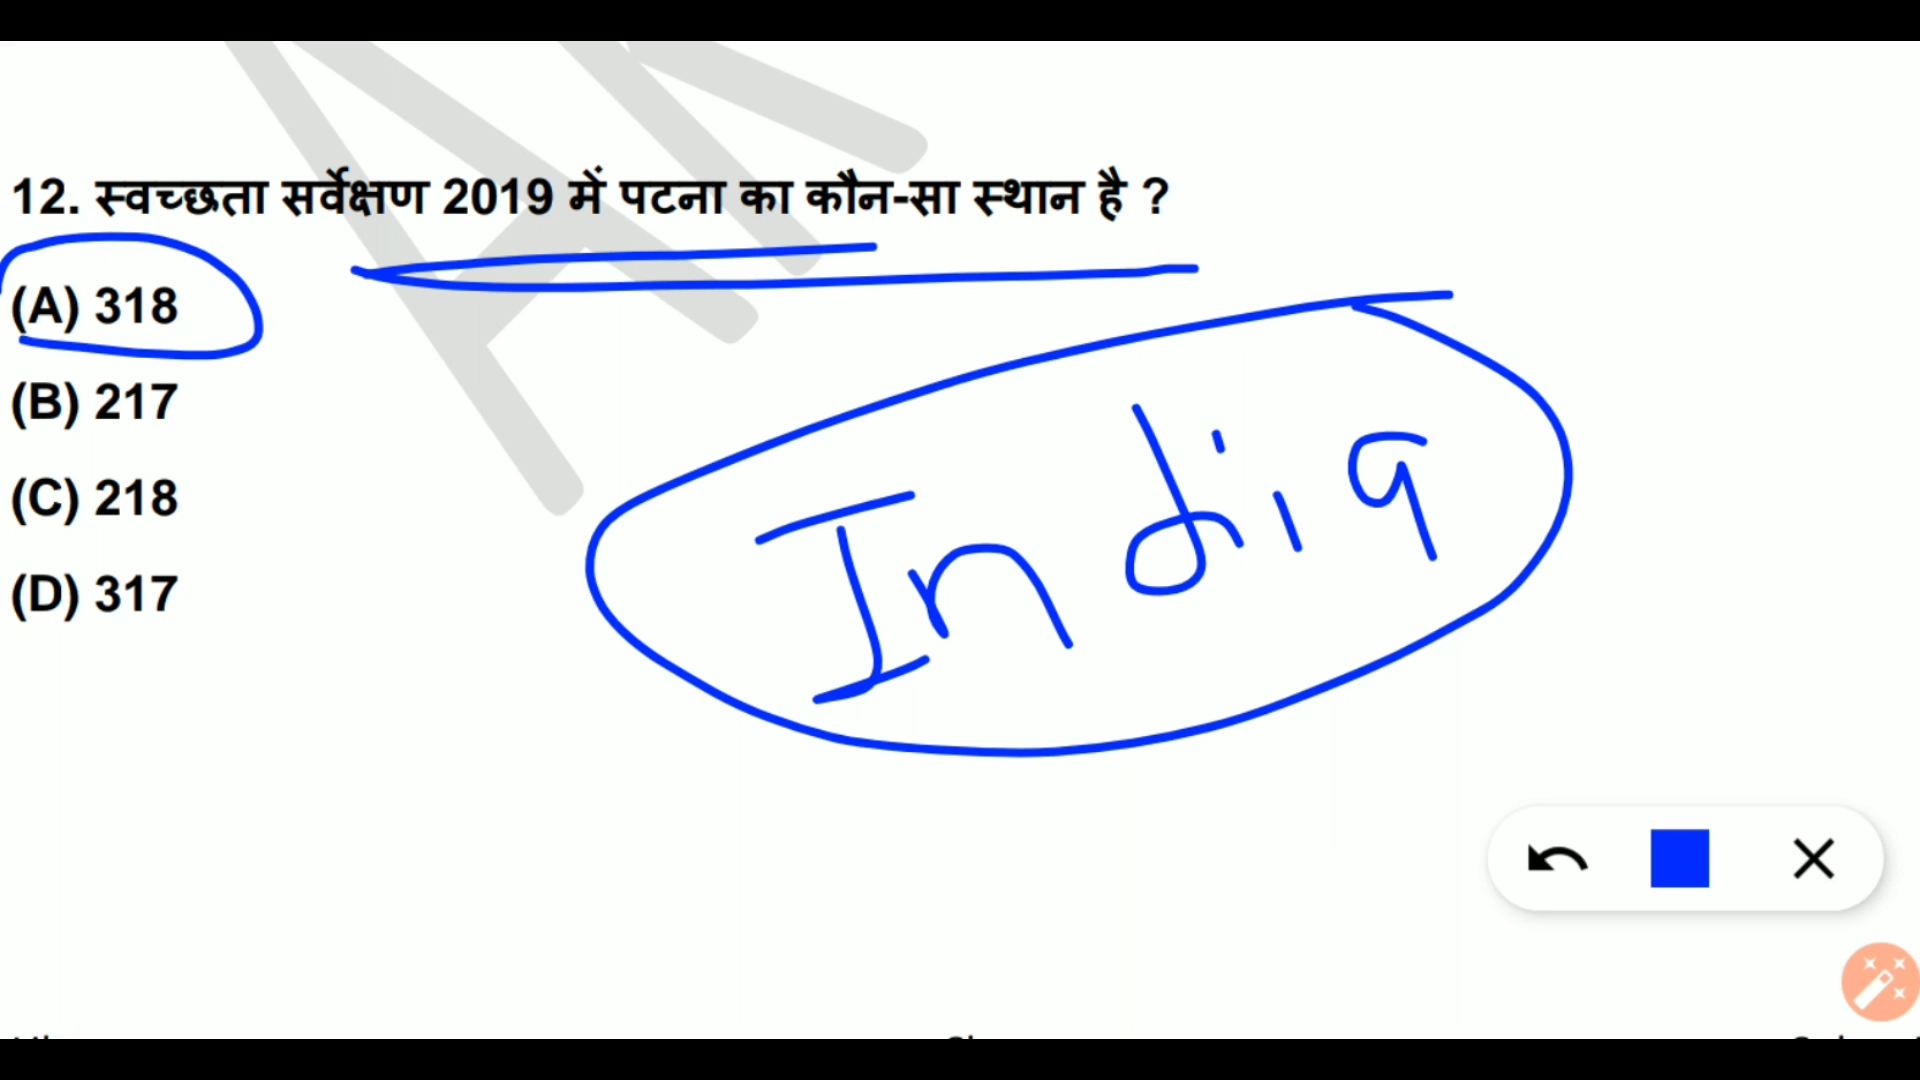 12. स्वच्छता सर्वेक्षण 2019 में पटना का कौन-सा स्थान है ?
(A) 318
(B) 217
(C) 218
(D) 317
India